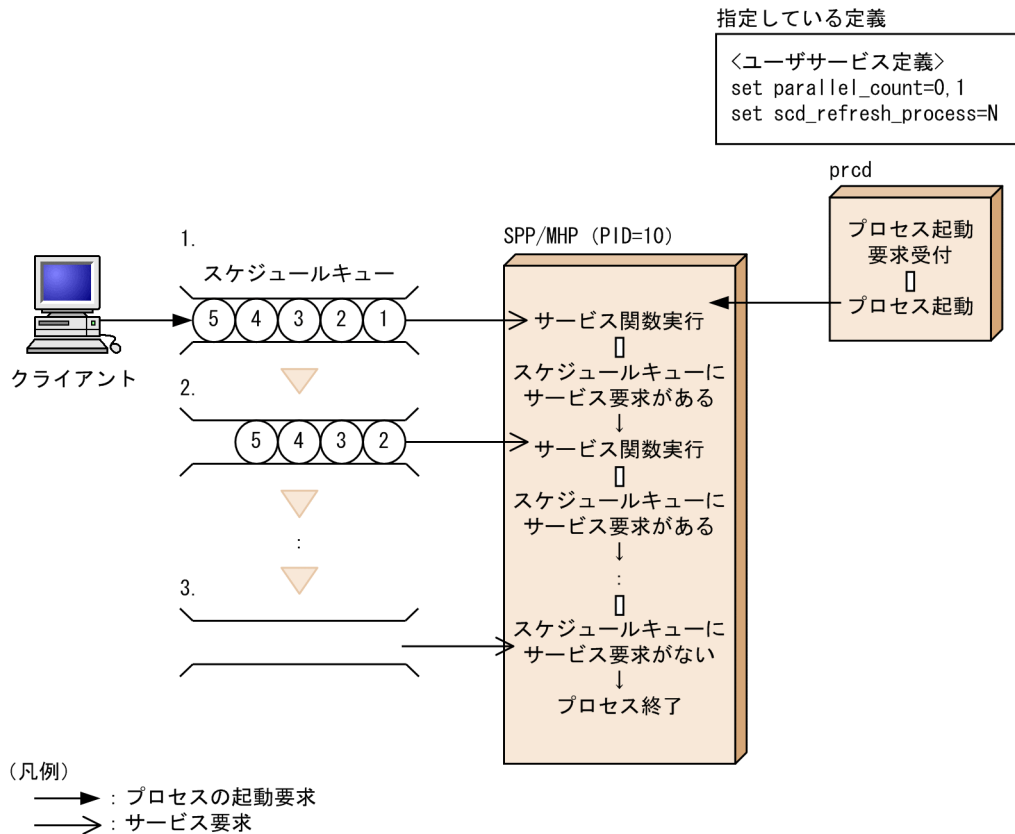 指定している定義
〈ユーザサービス定義〉
set parallel_count=0,1
set scd_refresh_process=N
prcd
プロセス起動
要求受付
プロセス起動
SPP/MHP (PID=10)
サービス関数実行
スケジュールキューに
サービス要求がある
↓
サービス関数実行
スケジュールキューに
サービス要求がある
↓
:
スケジュールキューに
サービス要求がない
↓
プロセス終了
1.
スケジュールキュー
5 4 3 2 1
クライアント
2.
5 4 3 2
:
3.
(凡例)
: プロセスの起動要求
: サービス要求